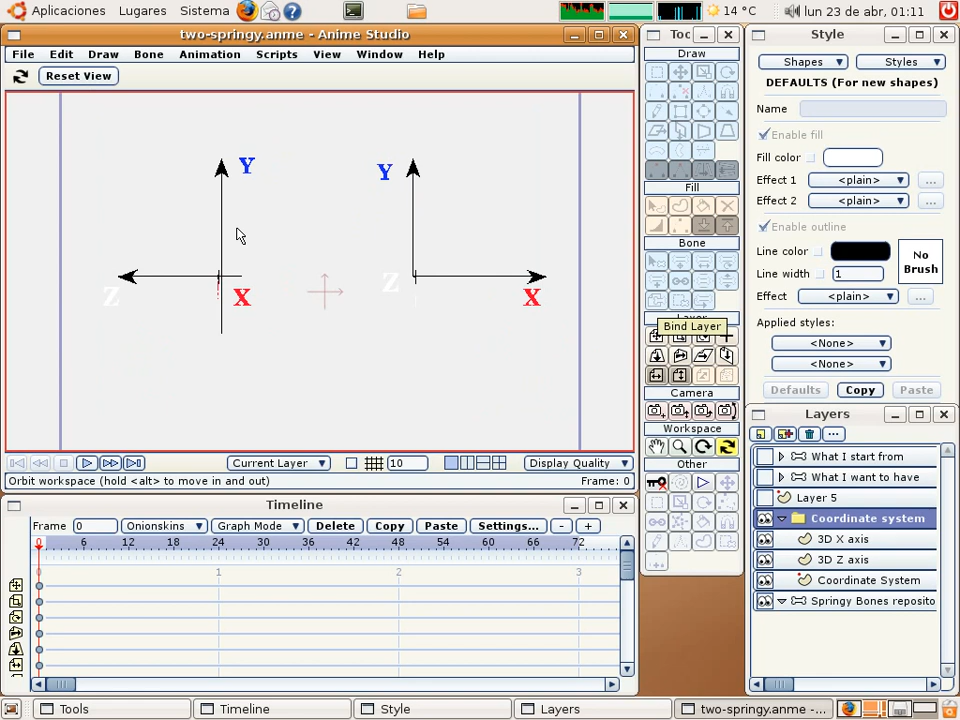 Aplicaciones Lugares Sistema
14 °C
lun 23 de abr, 01:11
two-springy.anme - Anime Studio
File Edit Draw Bone Animation Scripts View Window Help
Reset View
Y
Z
X
Y
Z
X
Current Layer
10
Display Quality
Orbit workspace (hold <alt> to move in and out)
Frame: 0
Timeline
Frame 0 Onionskins Graph Mode Delete Copy Paste Settings... - +
0 6 12 18 24 30 36 42 48 54 60 66 72
0 1 2 3
Draw
Fill
Bone
Bind Layer
Camera
Workspace
Other
Style
Shapes
Styles
DEFAULTS (For new shapes)
Name
Enable fill
Fill color
Effect 1 <plain> ...
Effect 2 <plain> ...
Enable outline
Line color
Line width 1
No Brush
Effect <plain> ...
Applied styles:
<None>
<None>
Defaults Copy Paste
Layers
What I start from
What I want to have
Layer 5
Coordinate system
3D X axis
3D Z axis
Coordinate System
Springy Bones reposito
Tools
Timeline
Style
Layers
two-springy.anme - ...